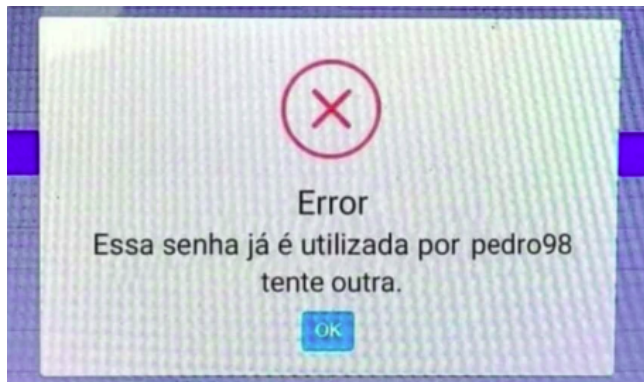 Error
Essa senha já é utilizada por pedro98
tente outra.
OK